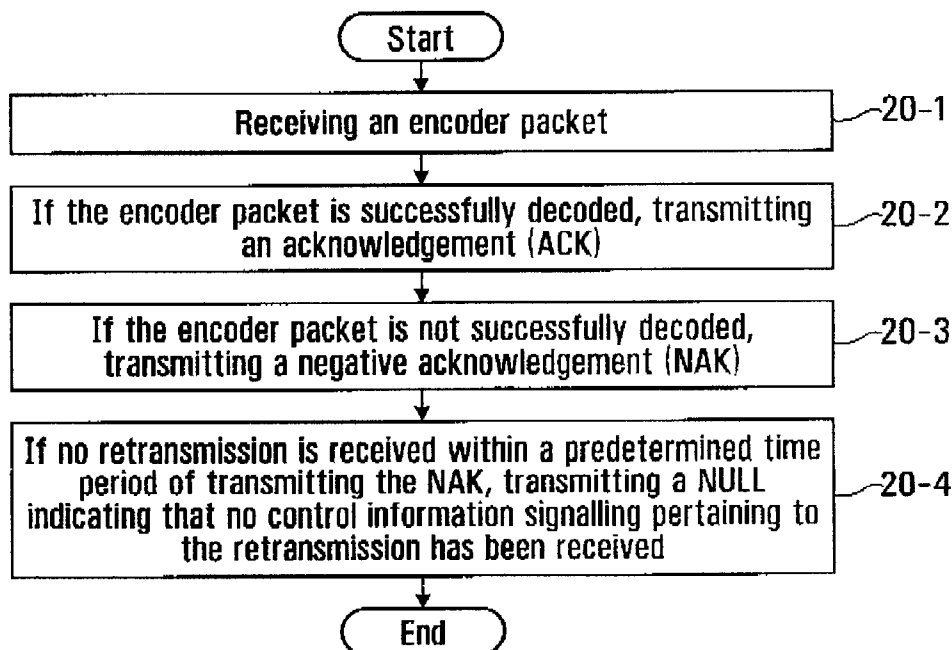 Start
Receiving an encoder packet
20-1
If the encoder packet is successfully decoded, transmitting
an acknowledgement (ACK)
20-2
If the encoder packet is not successfully decoded,
transmitting a negative acknowledgement (NAK)
20-3
If no retransmission is received within a predetermined time
period of transmitting the NAK, transmitting a NULL
indicating that no control information signalling pertaining to
the retransmission has been received
20-4
End